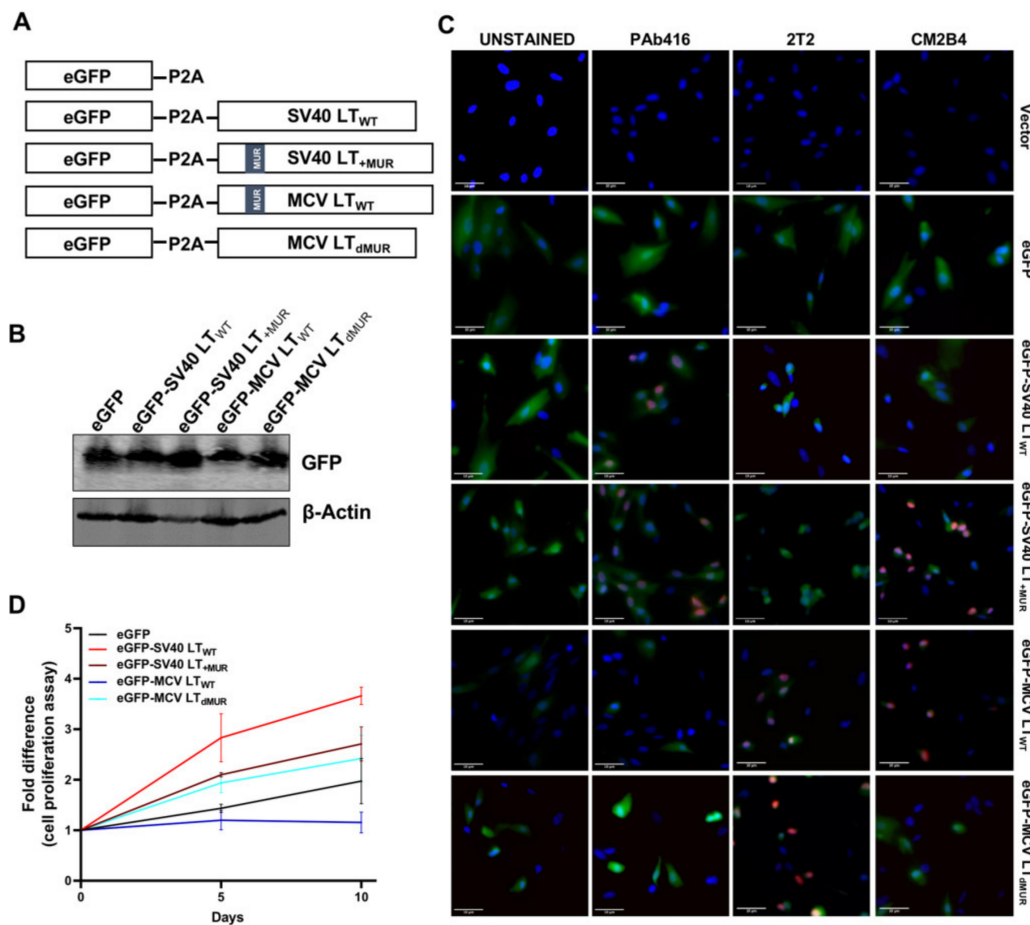 A
eGFP
P2A
eGFP
P2A
SV40 LTWT
eGFP
P2A
MUR
SV40 LT+MUR
eGFP
P2A
MUR
MCV LTWT
eGFP
P2A
MCV LTdMUR
B
eGFP
eGFP-SV40 LTWT
eGFP-SV40 LT+MUR
eGFP-MCV LTWT
eGFP-MCV LTdMUR
GFP
β-Actin
C
UNSTAINED
PAb416
2T2
CM2B4
Vector
eGFP
eGFP-SV40 LTWT
eGFP-SV40 LT+MUR
eGFP-MCV LTWT
eGFP-MCV LTdMUR
D
eGFP
eGFP-SV40 LTWT
eGFP-SV40 LT+MUR
eGFP-MCV LTWT
eGFP-MCV LTdMUR
Fold difference
(cell proliferation assay)
5
4
3
2
1
0
0
5
10
Days